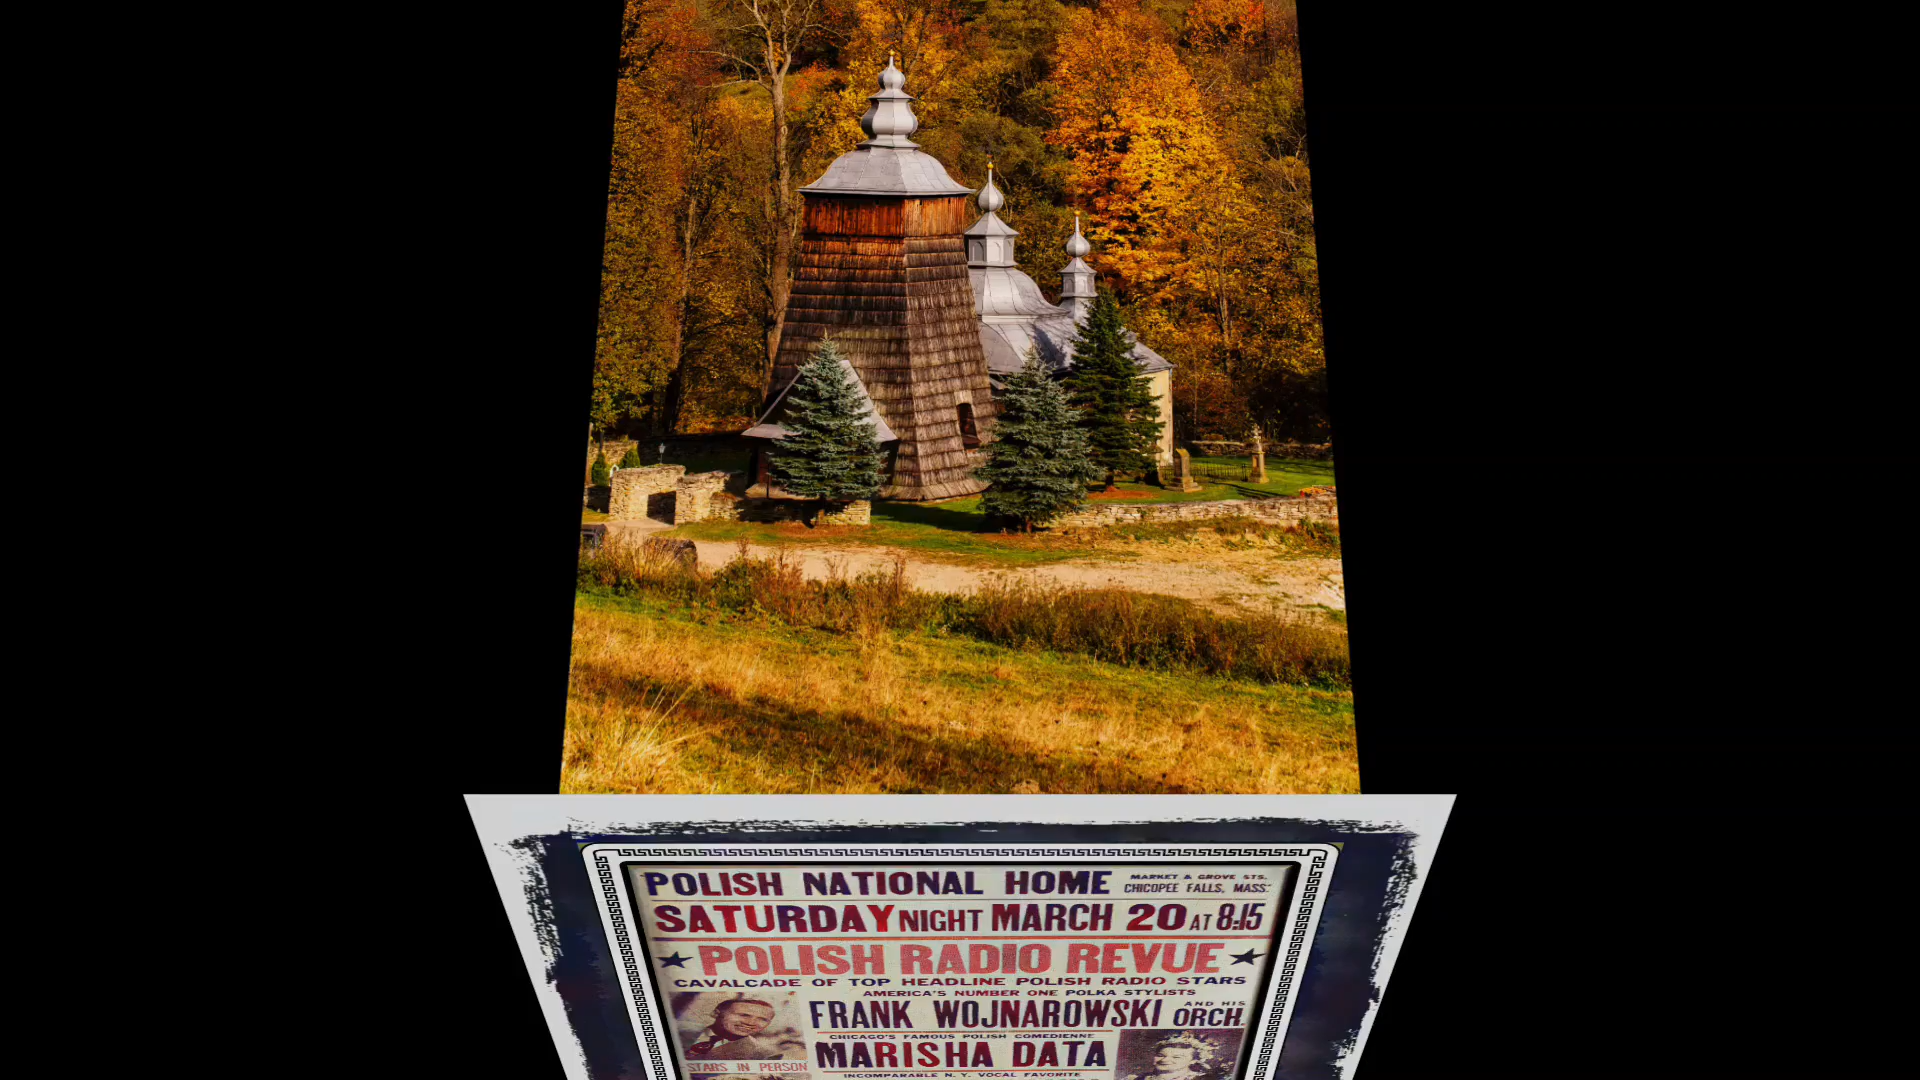 POLISH NATIONAL HOME MARKET & GROVE STS. CHICOPEE FALLS, MASS.
SATURDAY NIGHT MARCH 20 AT 8:15
POLISH RADIO REVUE
CAVALCADE OF TOP HEADLINE POLISH RADIO STARS
AMERICA'S NUMBER ONE POLKA STYLISTS
FRANK WOJNAROWSKI AND HIS ORCH.
CHICAGO'S FAMOUS POLISH COMEDIENNE
MARISHA DATA
STARS IN PERSON
INCOMPARABLE N.Y. VOCAL FAVORITE